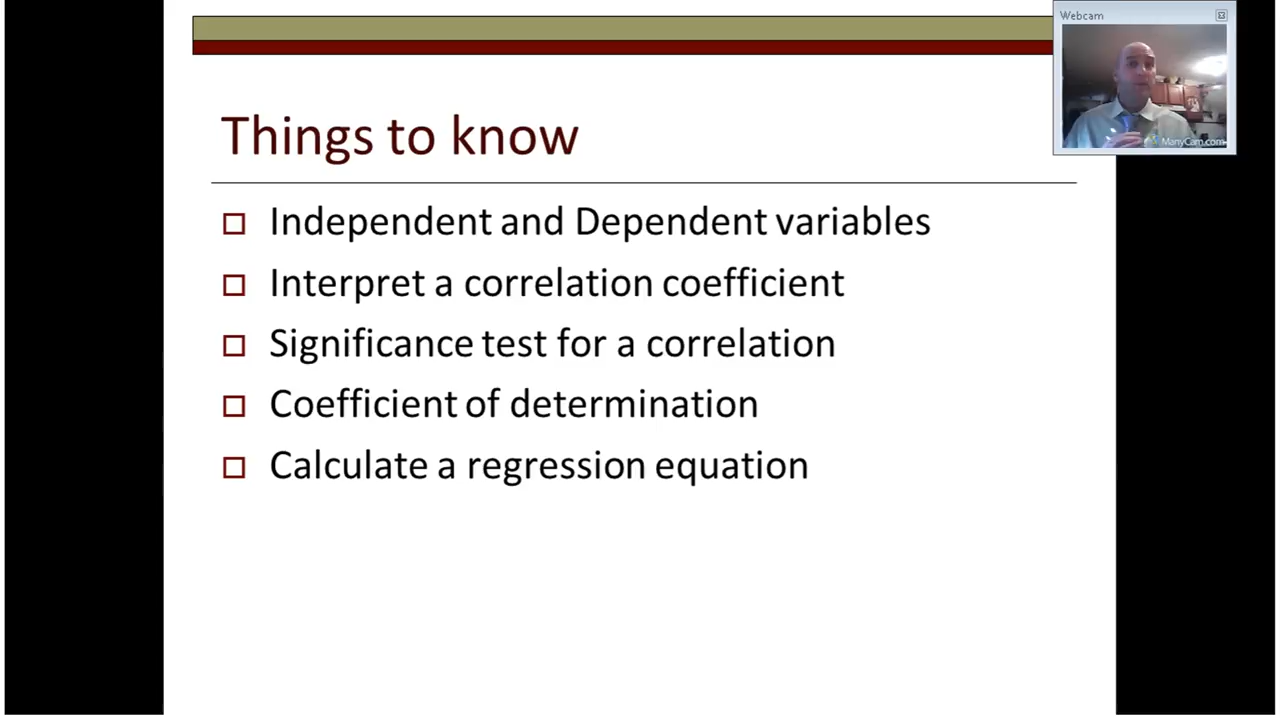 Webcam
ManyCam.com
Things to know
Independent and Dependent variables
Interpret a correlation coefficient
Significance test for a correlation
Coefficient of determination
Calculate a regression equation